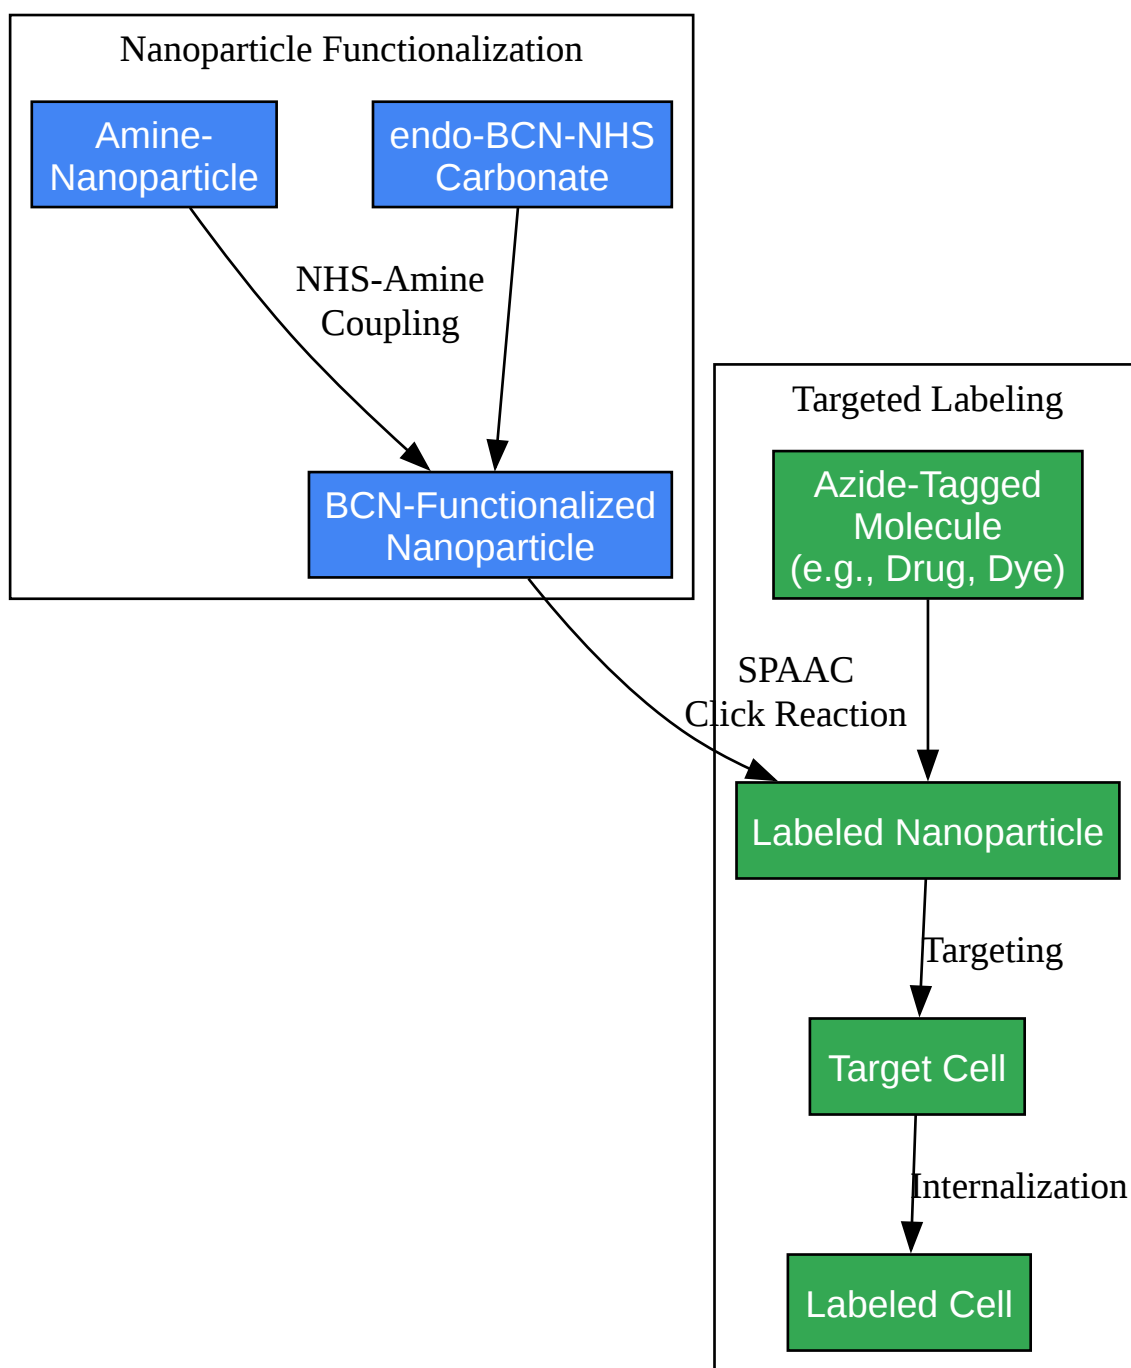 Nanoparticle Functionalization
Amine-
Nanoparticle
endo-BCN-NHS
Carbonate
NHS-Amine
Coupling
BCN-Functionalized
Nanoparticle
Targeted Labeling
Azide-Tagged
Molecule
(e.g., Drug, Dye)
SPAAC
Click Reaction
Labeled Nanoparticle
Targeting
Target Cell
Internalization
Labeled Cell